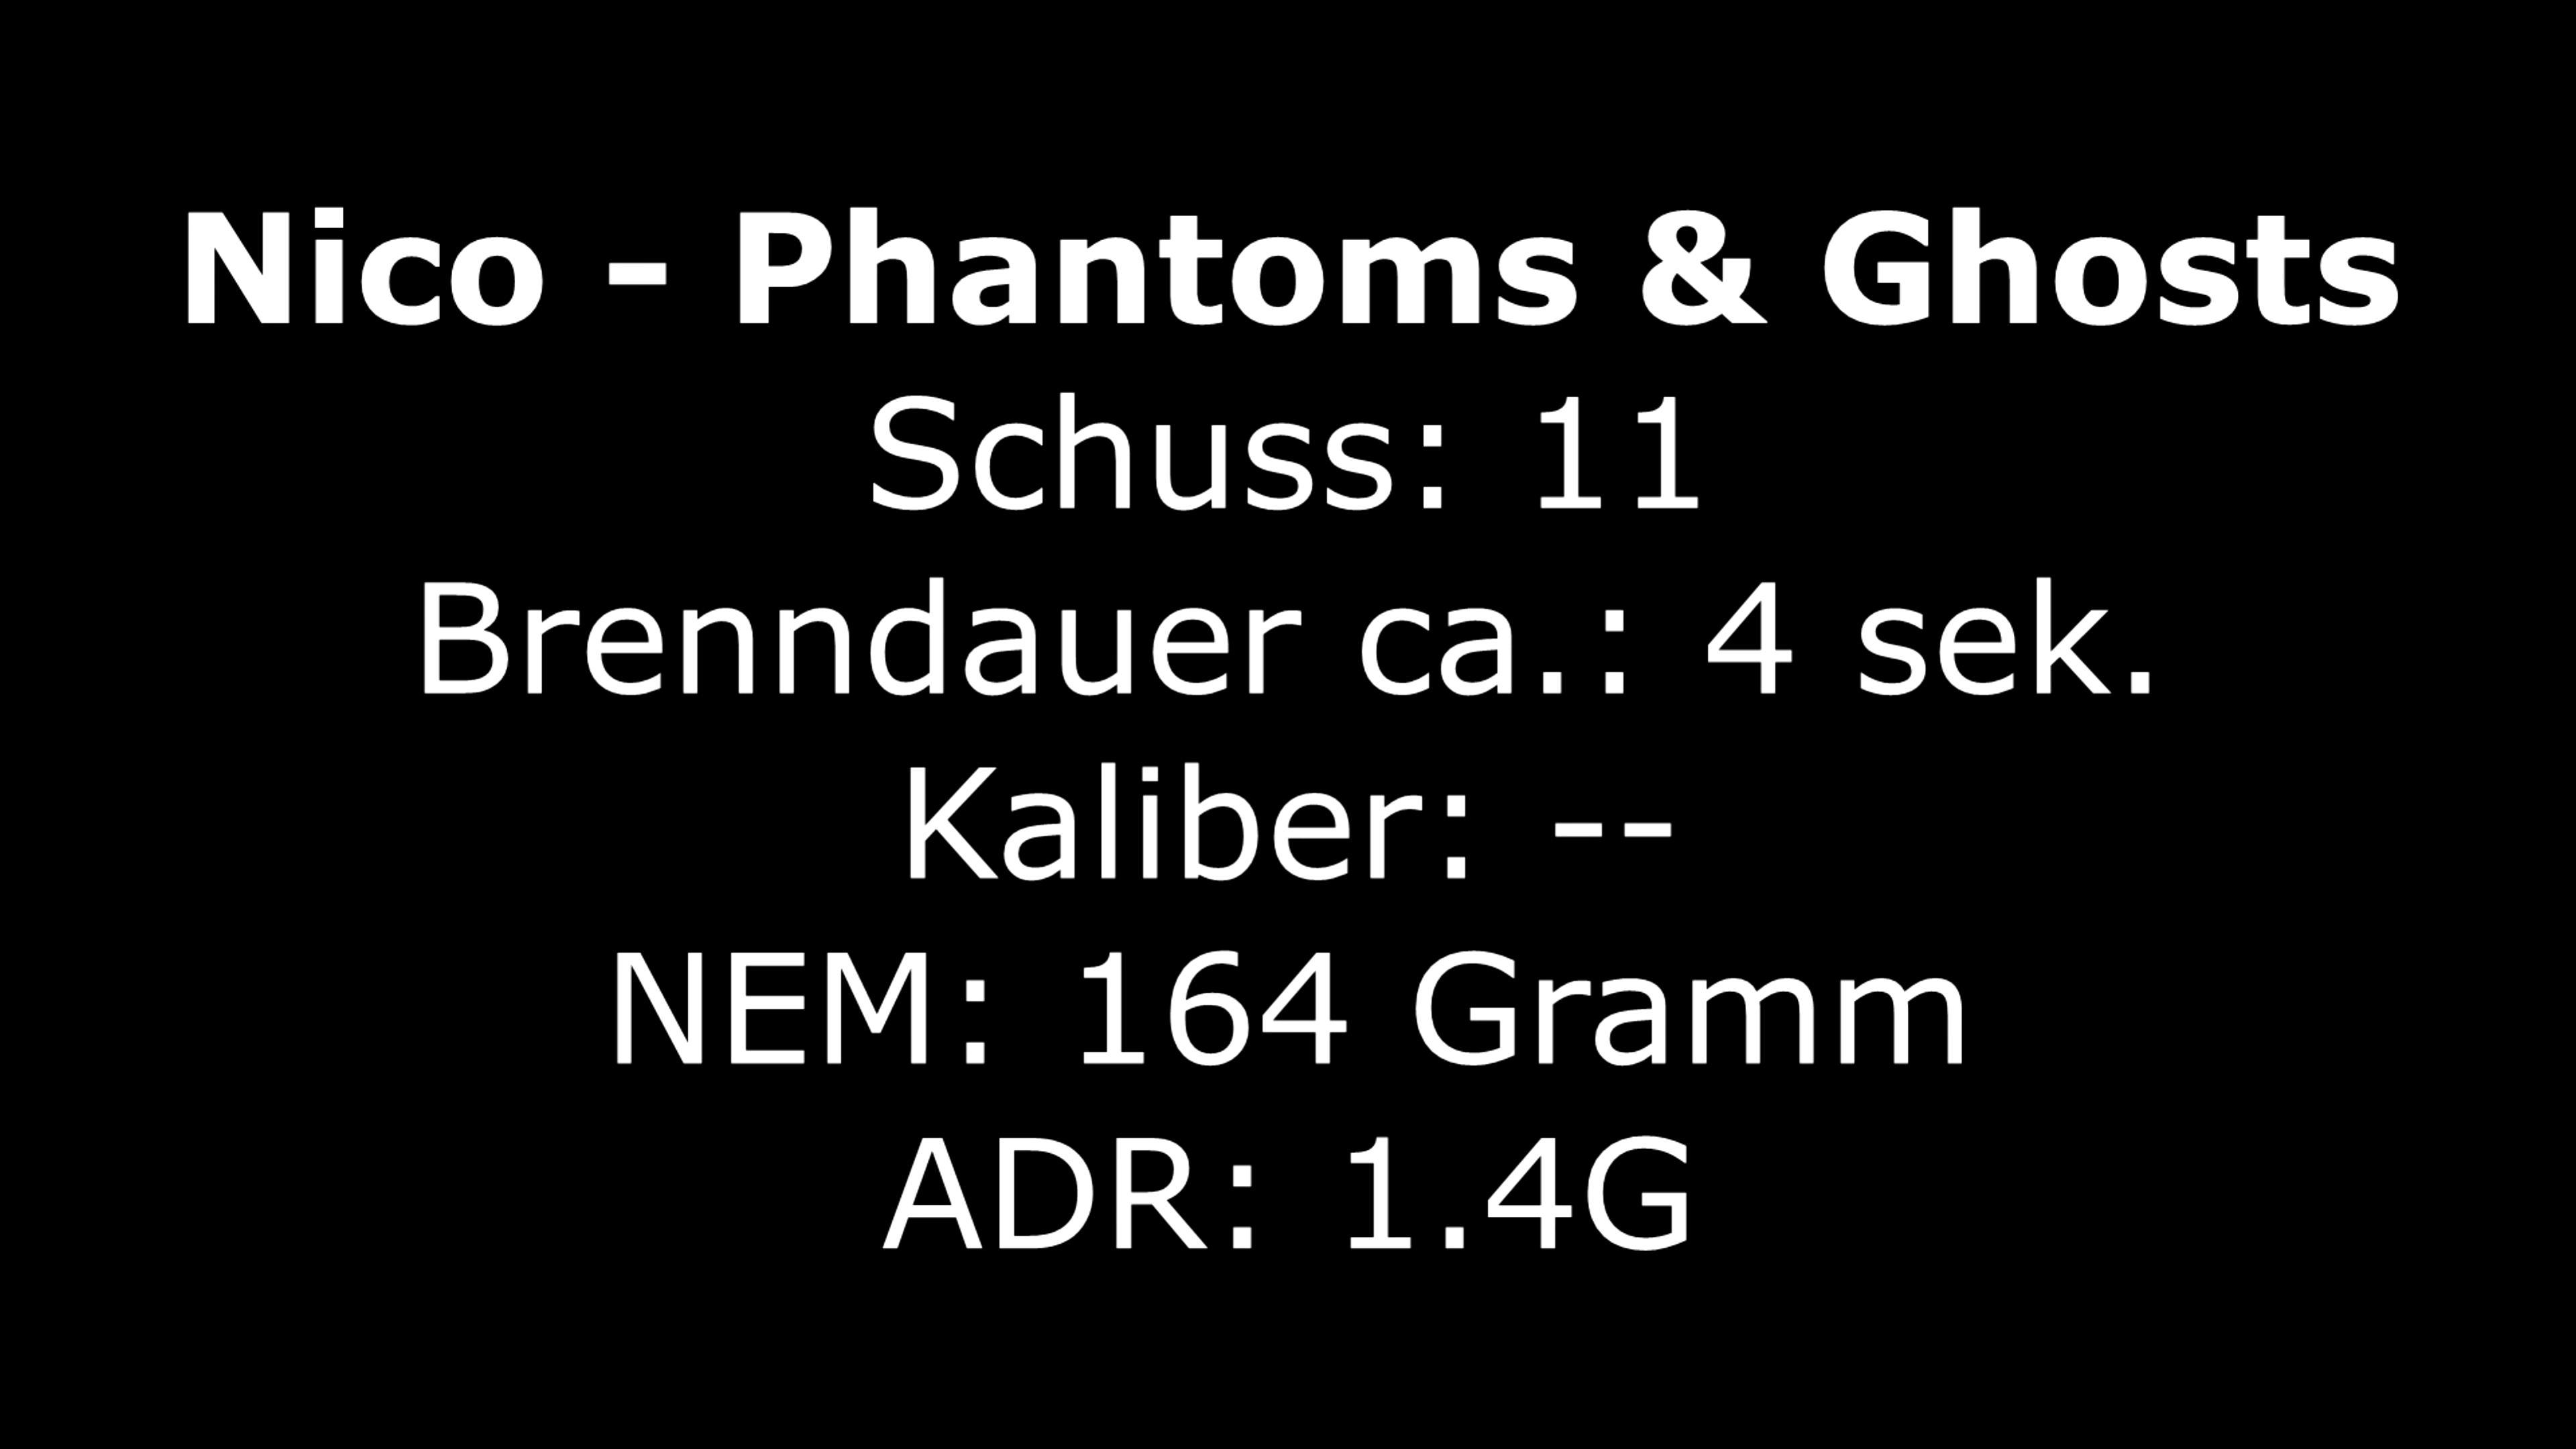 Nico - Phantoms & Ghosts
Schuss: 11
Brenndauer ca.: 4 sek.
Kaliber: --
NEM: 164 Gramm
ADR: 1.4G